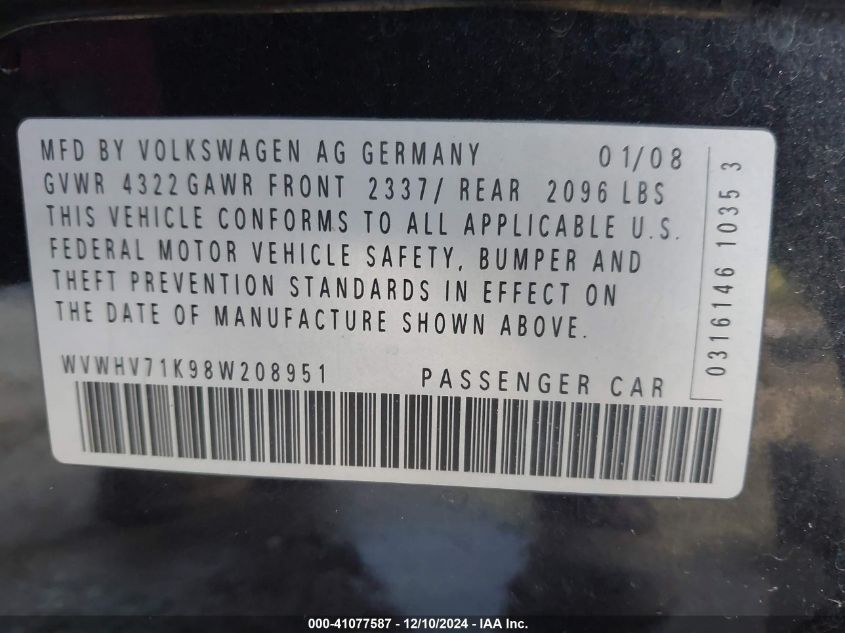 MFD BY VOLKSWAGEN AG GERMANY 01/08
GVWR 4322 GAWR FRONT 2337/ REAR 2096 LBS
THIS VEHICLE CONFORMS TO ALL APPLICABLE U.S.
FEDERAL MOTOR VEHICLE SAFETY, BUMPER AND
THEFT PREVENTION STANDARDS IN EFFECT ON
THE DATE OF MANUFACTURE SHOWN ABOVE.
WVWHV71K98W208951 PASSENGER CAR
0316146 1035 3
000-41077587 - 12/10/2024 - IAA Inc.